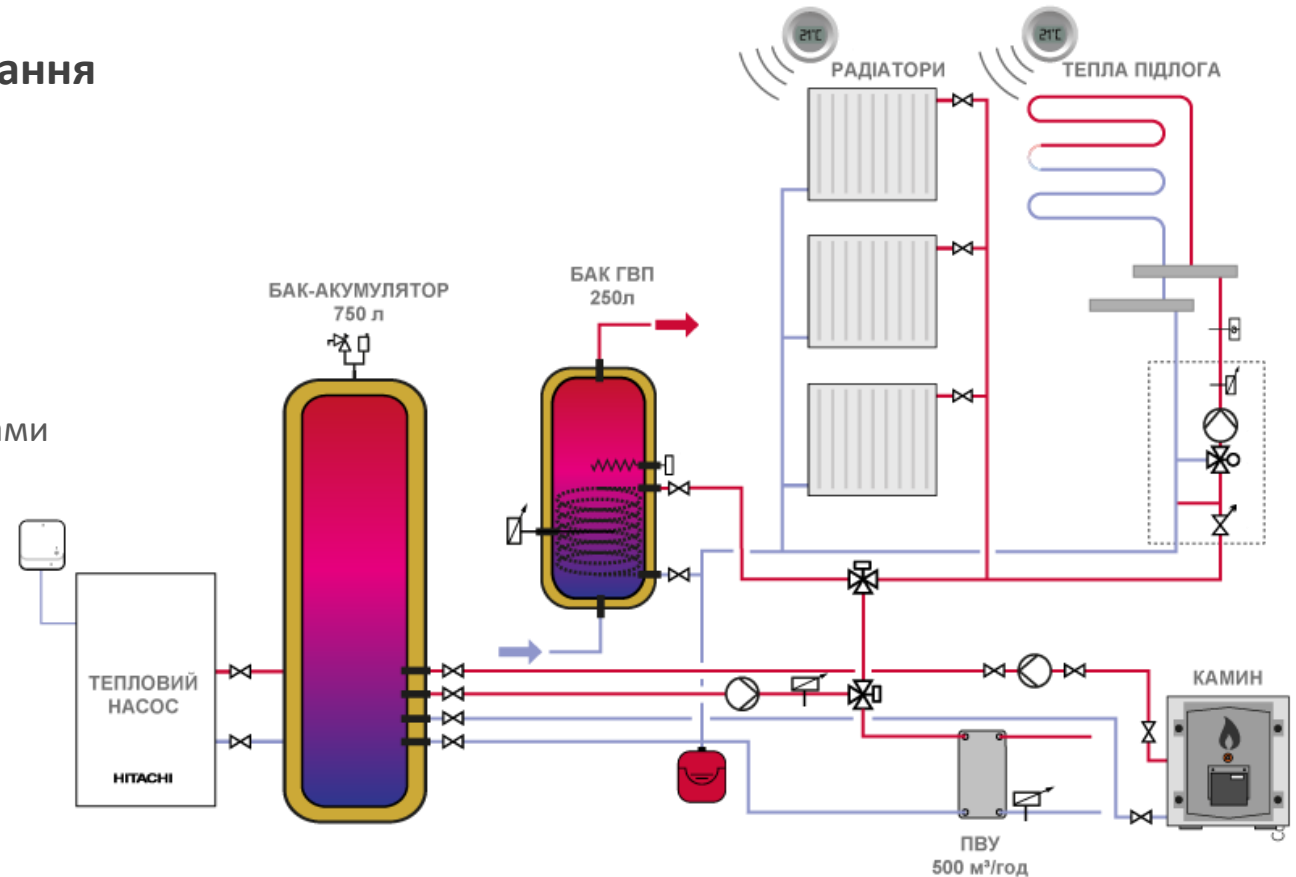 ання
ами
21°C
21°C
РАДІАТОРИ
ТЕПЛА ПІДЛОГА
БАК-АКУМУЛЯТОР
750 л
БАК ГВП
250л
ТЕПЛОВИЙ
НАСОС
HITACHI
КАМИН
ПВУ
500 м³/год